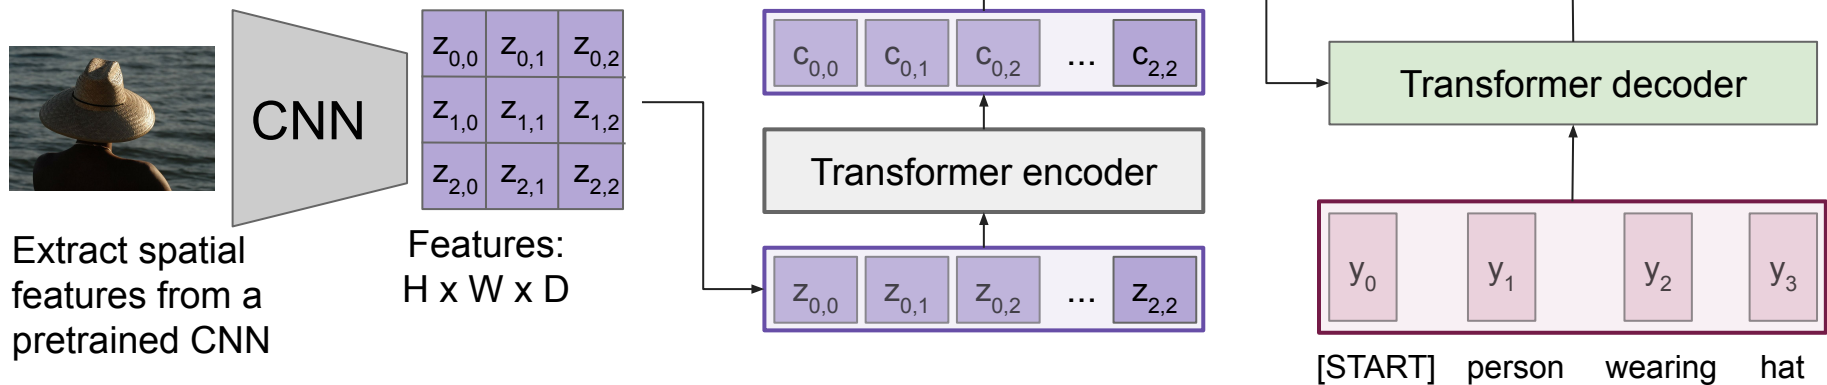 CNN
z0,0 z0,1 z0,2
z1,0 z1,1 z1,2
z2,0 z2,1 z2,2
Extract spatial
features from a
pretrained CNN
Features:
H x W x D
c0,0 c0,1 c0,2 ... c2,2
Transformer encoder
z0,0 z0,1 z0,2 ... z2,2
Transformer decoder
y0 y1 y2 y3
[START] person wearing hat